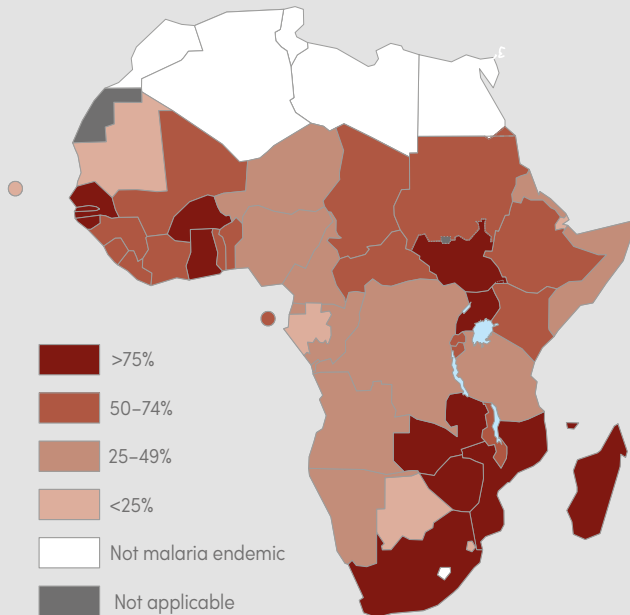 >75%
50–74%
25–49%
<25%
Not malaria endemic
Not applicable